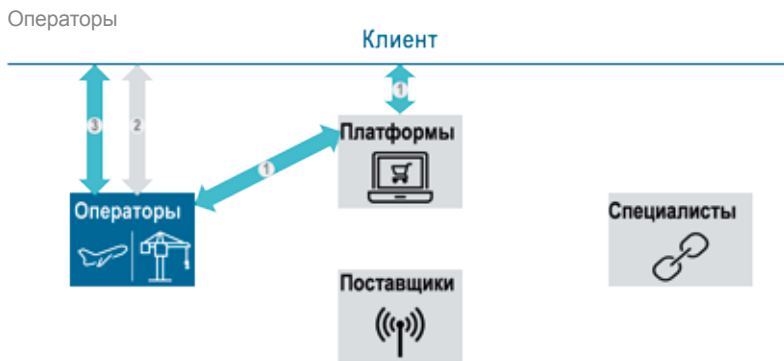 Операторы
Клиент
1
3
2
Платформы
1
Операторы
Специалисты
Поставщики